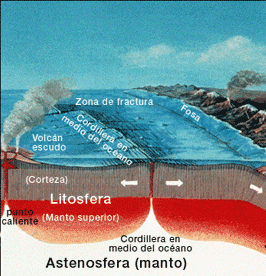 Zona de fractura
Fosa
Cordillera en
medio del océano
Volcán
escudo
(Corteza)
Litosfera
punto
caliente
(Manto superior)
Cordillera en
medio del océano
Astenosfera (manto)